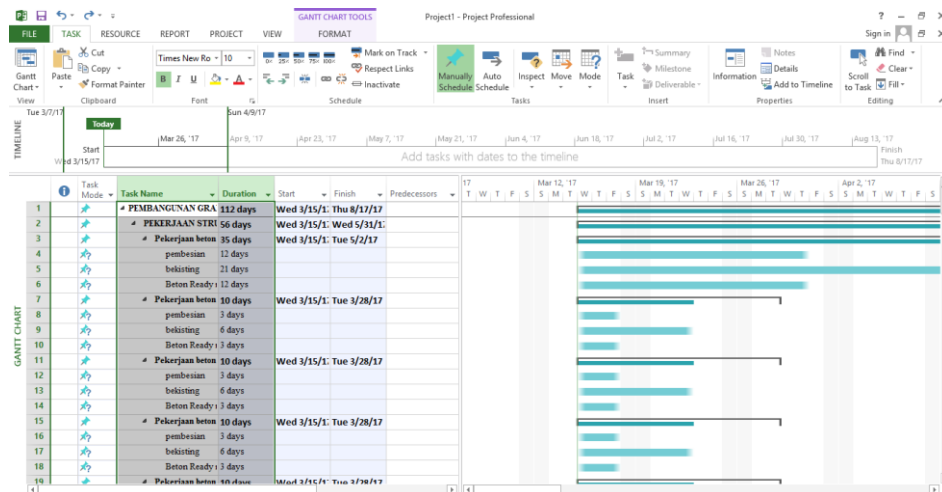 GANTT CHART TOOLS Project1 - Project Professional
FILE TASK RESOURCE REPORT PROJECT VIEW FORMAT Sign in
Cut Times New Ro 10 Mark on Track Summary Notes Find
Copy Respect Links Milestone Details Clear
Format Painter B I U A Inactivate Deliverable Add to Timeline Fill
Gantt Chart Paste Manually Schedule Auto Schedule Inspect Move Mode Task Information Scroll to Task
View Clipboard Font Schedule Tasks Insert Properties Editing
Tue 3/7/17 Sun 4/9/17
Today
TIMELINE
Mar 26, '17 Apr 9, '17 Apr 23, '17 May 7, '17 May 21, '17 Jun 4, '17 Jun 18, '17 Jul 2, '17 Jul 16, '17 Jul 30, '17 Aug 13, '17
Start Add tasks with dates to the timeline Finish
Wed 3/15/17 Thu 8/17/17
GANTT CHART
Task Mode Task Name Duration Start Finish Predecessors
17 Mar 12, '17 Mar 19, '17 Mar 26, '17 Apr 2, '17
T W T F S S M T W T F S S M T W T F S S M T W T F S S M T W T F S
1 PEMBANGUNAN GRA 112 days Wed 3/15/1 Thu 8/17/17
2 PEKERJAAN STRU 56 days Wed 3/15/1 Wed 5/31/1
3 Pekerjaan beton 35 days Wed 3/15/1 Tue 5/2/17
4 pembesian 12 days
5 bekisting 21 days
6 Beton Ready 12 days
7 Pekerjaan beton 10 days Wed 3/15/1 Tue 3/28/17
8 pembesian 3 days
9 bekisting 6 days
10 Beton Ready 3 days
11 Pekerjaan beton 10 days Wed 3/15/1 Tue 3/28/17
12 pembesian 3 days
13 bekisting 6 days
14 Beton Ready 3 days
15 Pekerjaan beton 10 days Wed 3/15/1 Tue 3/28/17
16 pembesian 3 days
17 bekisting 6 days
18 Beton Ready 3 days
19 Pekerjaan beton 10 days Wed 3/15/1 Tue 3/28/17